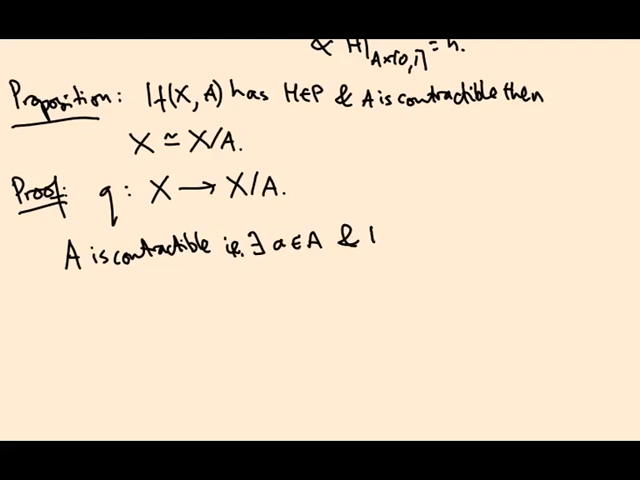 & H|_{A×[0,1]} = h.
Proposition: If (X, A) has HEP & A is contractible then
X ≃ X/A.
Proof: q: X → X/A.
A is contractible i.e. ∃ a ∈ A &